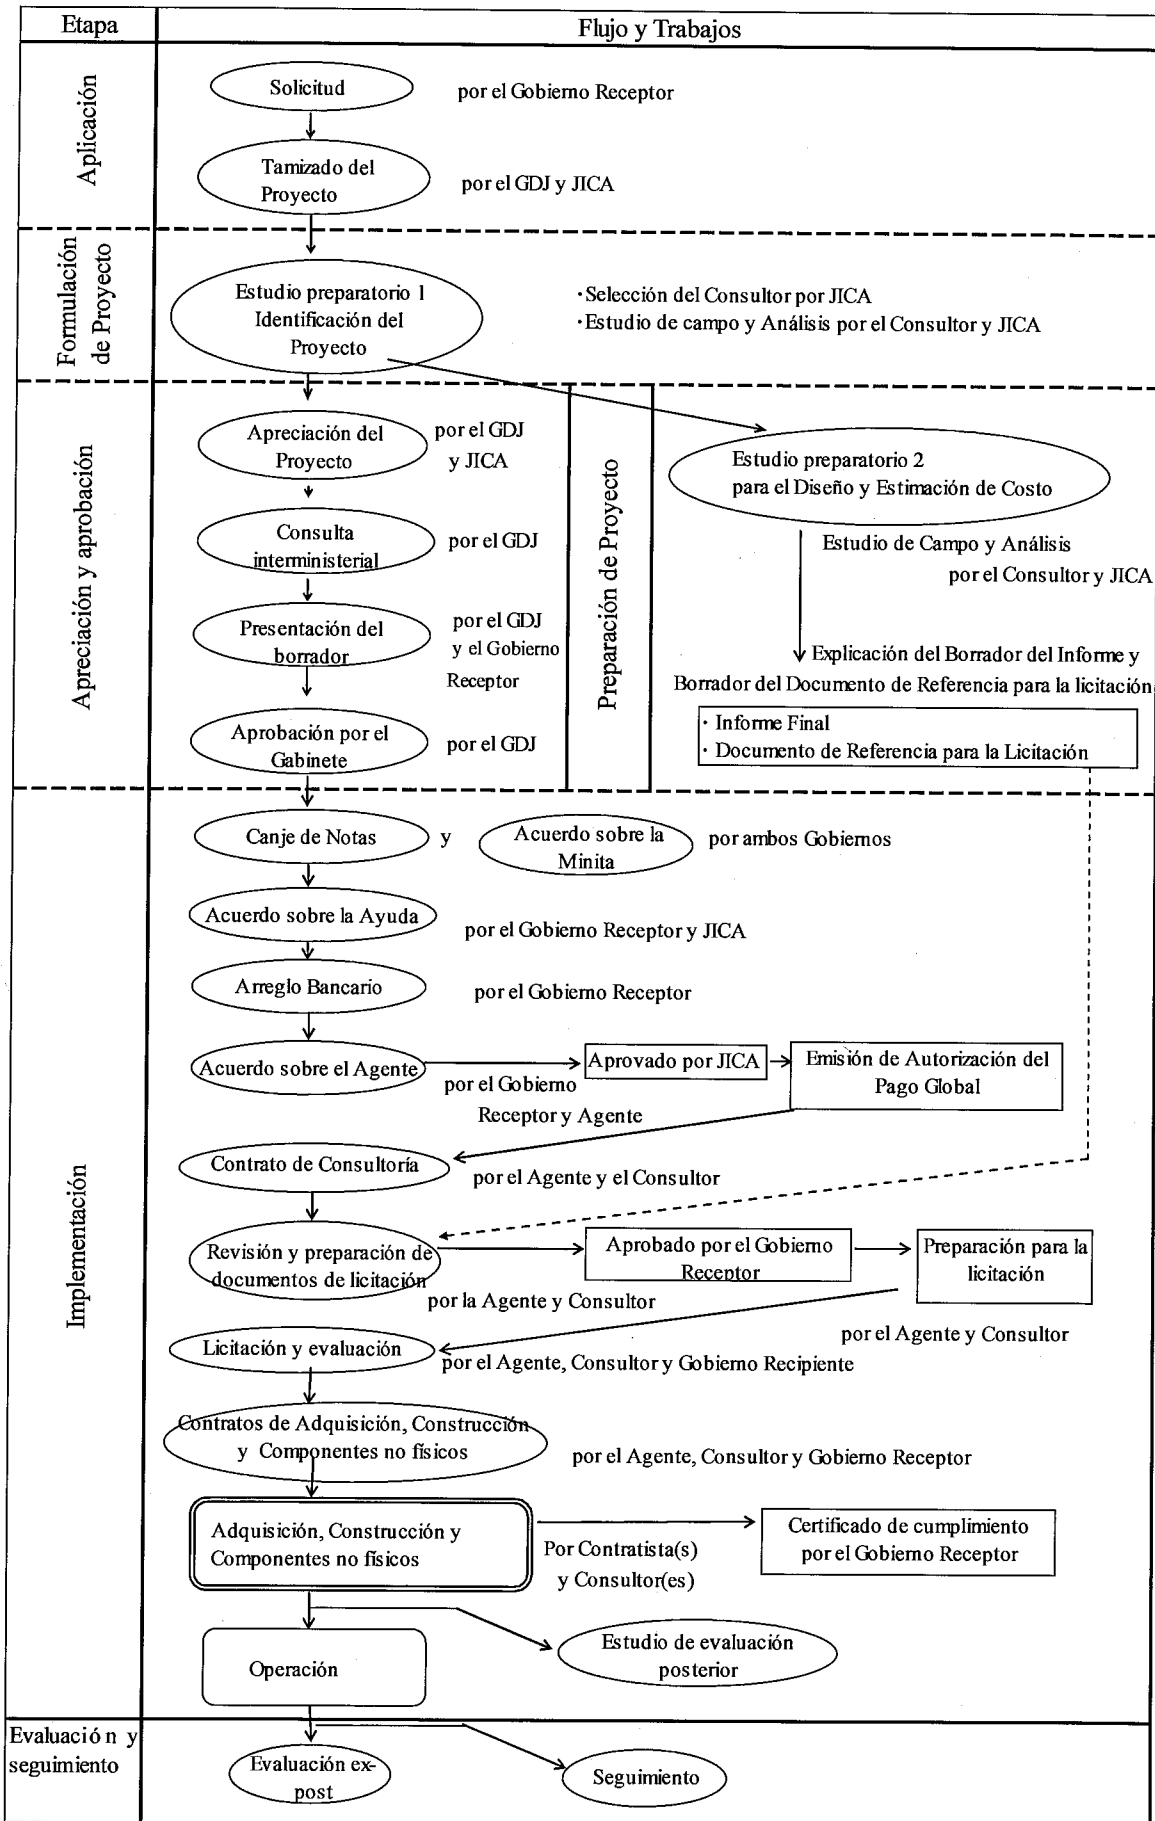 Etapa
Flujo y Trabajos
Aplicación
Solicitud
por el Gobierno Receptor
Tamizado del
Proyecto
por el GDJ y JICA
Formulación
de Proyecto
Estudio preparatorio 1
Identificación del
Proyecto
·Selección del Consultor por JICA
·Estudio de campo y Análisis por el Consultor y JICA
Apreciación y aprobación
Apreciación del
Proyecto
por el GDJ
y JICA
Consulta
interministerial
por el GDJ
Presentación del
borrador
por el GDJ
y el Gobierno
Receptor
Aprobación por el
Gabinete
por el GDJ
Preparación de Proyecto
Estudio preparatorio 2
para el Diseño y Estimación de Costo
Estudio de Campo y Análisis
por el Consultor y JICA
Explicación del Borrador del Informe y
Borrador del Documento de Referencia para la licitación
· Informe Final
· Documento de Referencia para la Licitación
Implementación
Canje de Notas
y
Acuerdo sobre la
Minita
por ambos Gobiernos
Acuerdo sobre la Ayuda
por el Gobierno Receptor y JICA
Arreglo Bancario
por el Gobierno Receptor
Acuerdo sobre el Agente
por el Gobierno
Receptor y Agente
Aprovado por JICA
Emisión de Autorización del
Pago Global
Contrato de Consultoría
por el Agente y el Consultor
Revisión y preparación de
documentos de licitación
por la Agente y Consultor
Aprobado por el Gobierno
Receptor
Preparación para la
licitación
por el Agente y Consultor
Licitación y evaluación
por el Agente, Consultor y Gobierno Recipiente
Contratos de Adquisición, Construcción
y Componentes no físicos
por el Agente, Consultor y Gobierno Receptor
Adquisición, Construcción y
Componentes no físicos
Por Contratista(s)
y Consultor(es)
Certificado de cumplimiento
por el Gobierno Receptor
Operación
Estudio de evaluación
posterior
Evaluación y
seguimiento
Evaluación ex-
post
Seguimiento